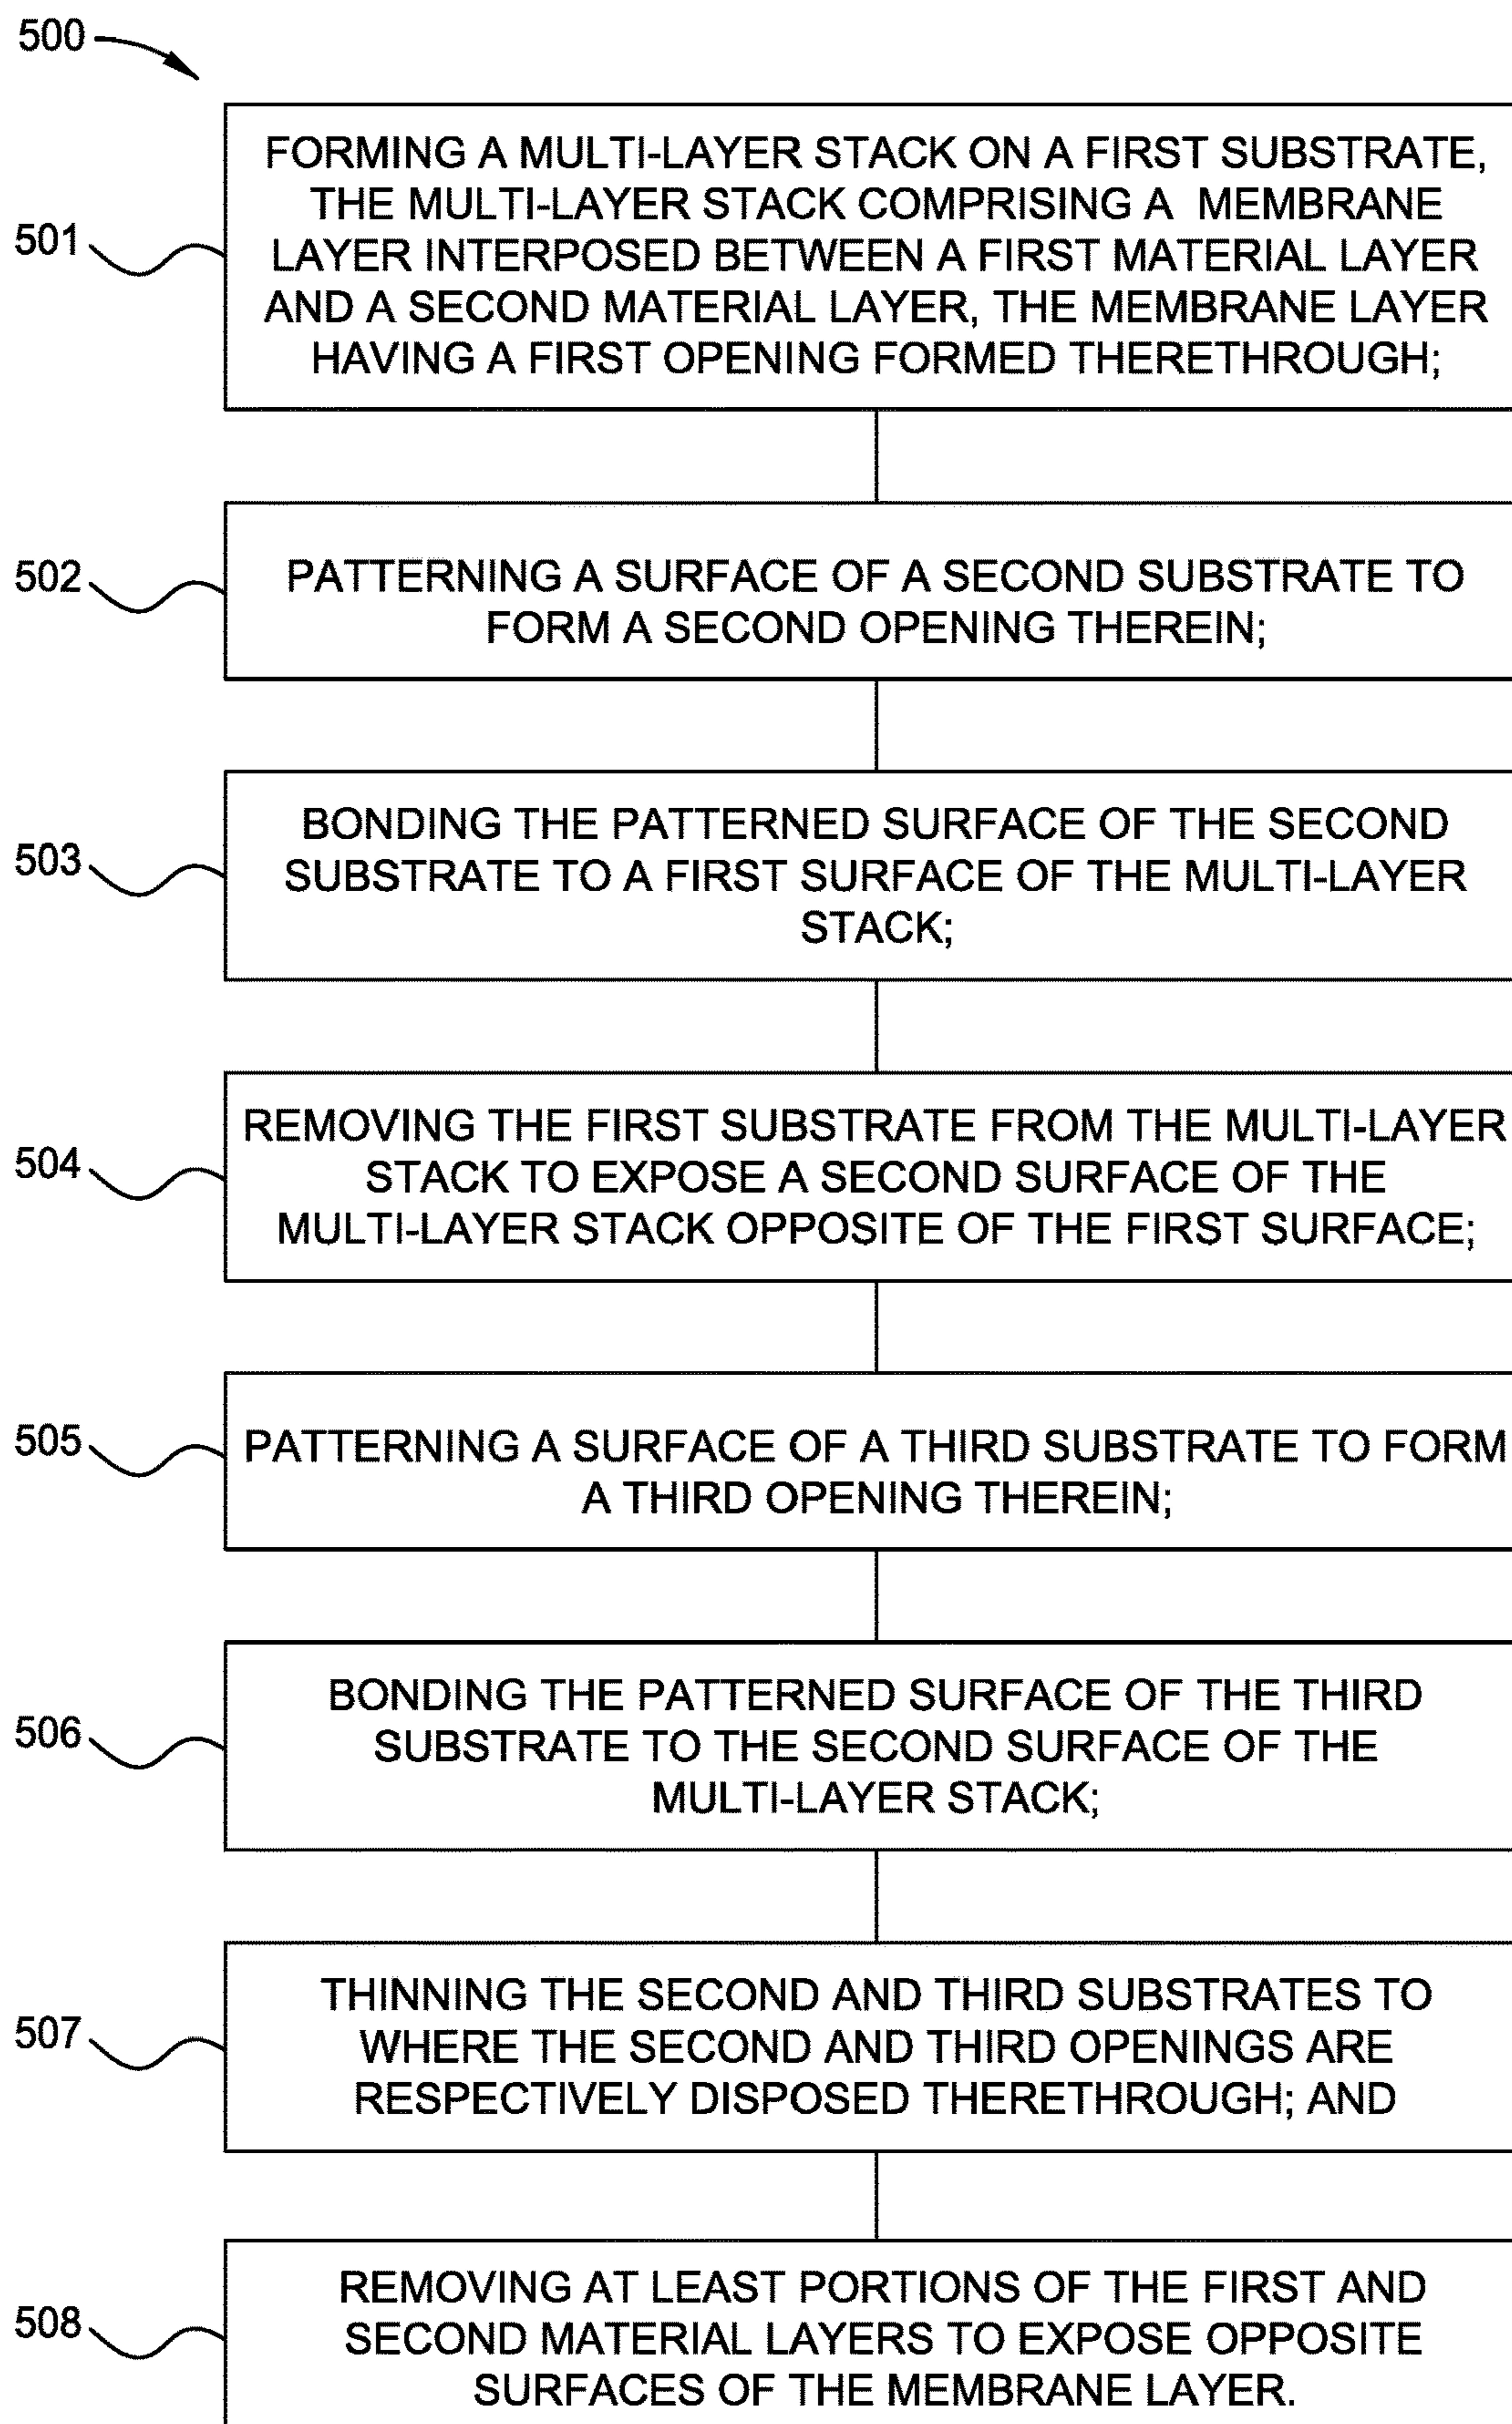 500
501
FORMING A MULTI-LAYER STACK ON A FIRST SUBSTRATE,
THE MULTI-LAYER STACK COMPRISING A MEMBRANE
LAYER INTERPOSED BETWEEN A FIRST MATERIAL LAYER
AND A SECOND MATERIAL LAYER, THE MEMBRANE LAYER
HAVING A FIRST OPENING FORMED THERETHROUGH;
502
PATTERNING A SURFACE OF A SECOND SUBSTRATE TO
FORM A SECOND OPENING THEREIN;
503
BONDING THE PATTERNED SURFACE OF THE SECOND
SUBSTRATE TO A FIRST SURFACE OF THE MULTI-LAYER
STACK;
504
REMOVING THE FIRST SUBSTRATE FROM THE MULTI-LAYER
STACK TO EXPOSE A SECOND SURFACE OF THE
MULTI-LAYER STACK OPPOSITE OF THE FIRST SURFACE;
505
PATTERNING A SURFACE OF A THIRD SUBSTRATE TO FORM
A THIRD OPENING THEREIN;
506
BONDING THE PATTERNED SURFACE OF THE THIRD
SUBSTRATE TO THE SECOND SURFACE OF THE
MULTI-LAYER STACK;
507
THINNING THE SECOND AND THIRD SUBSTRATES TO
WHERE THE SECOND AND THIRD OPENINGS ARE
RESPECTIVELY DISPOSED THERETHROUGH; AND
508
REMOVING AT LEAST PORTIONS OF THE FIRST AND
SECOND MATERIAL LAYERS TO EXPOSE OPPOSITE
SURFACES OF THE MEMBRANE LAYER.